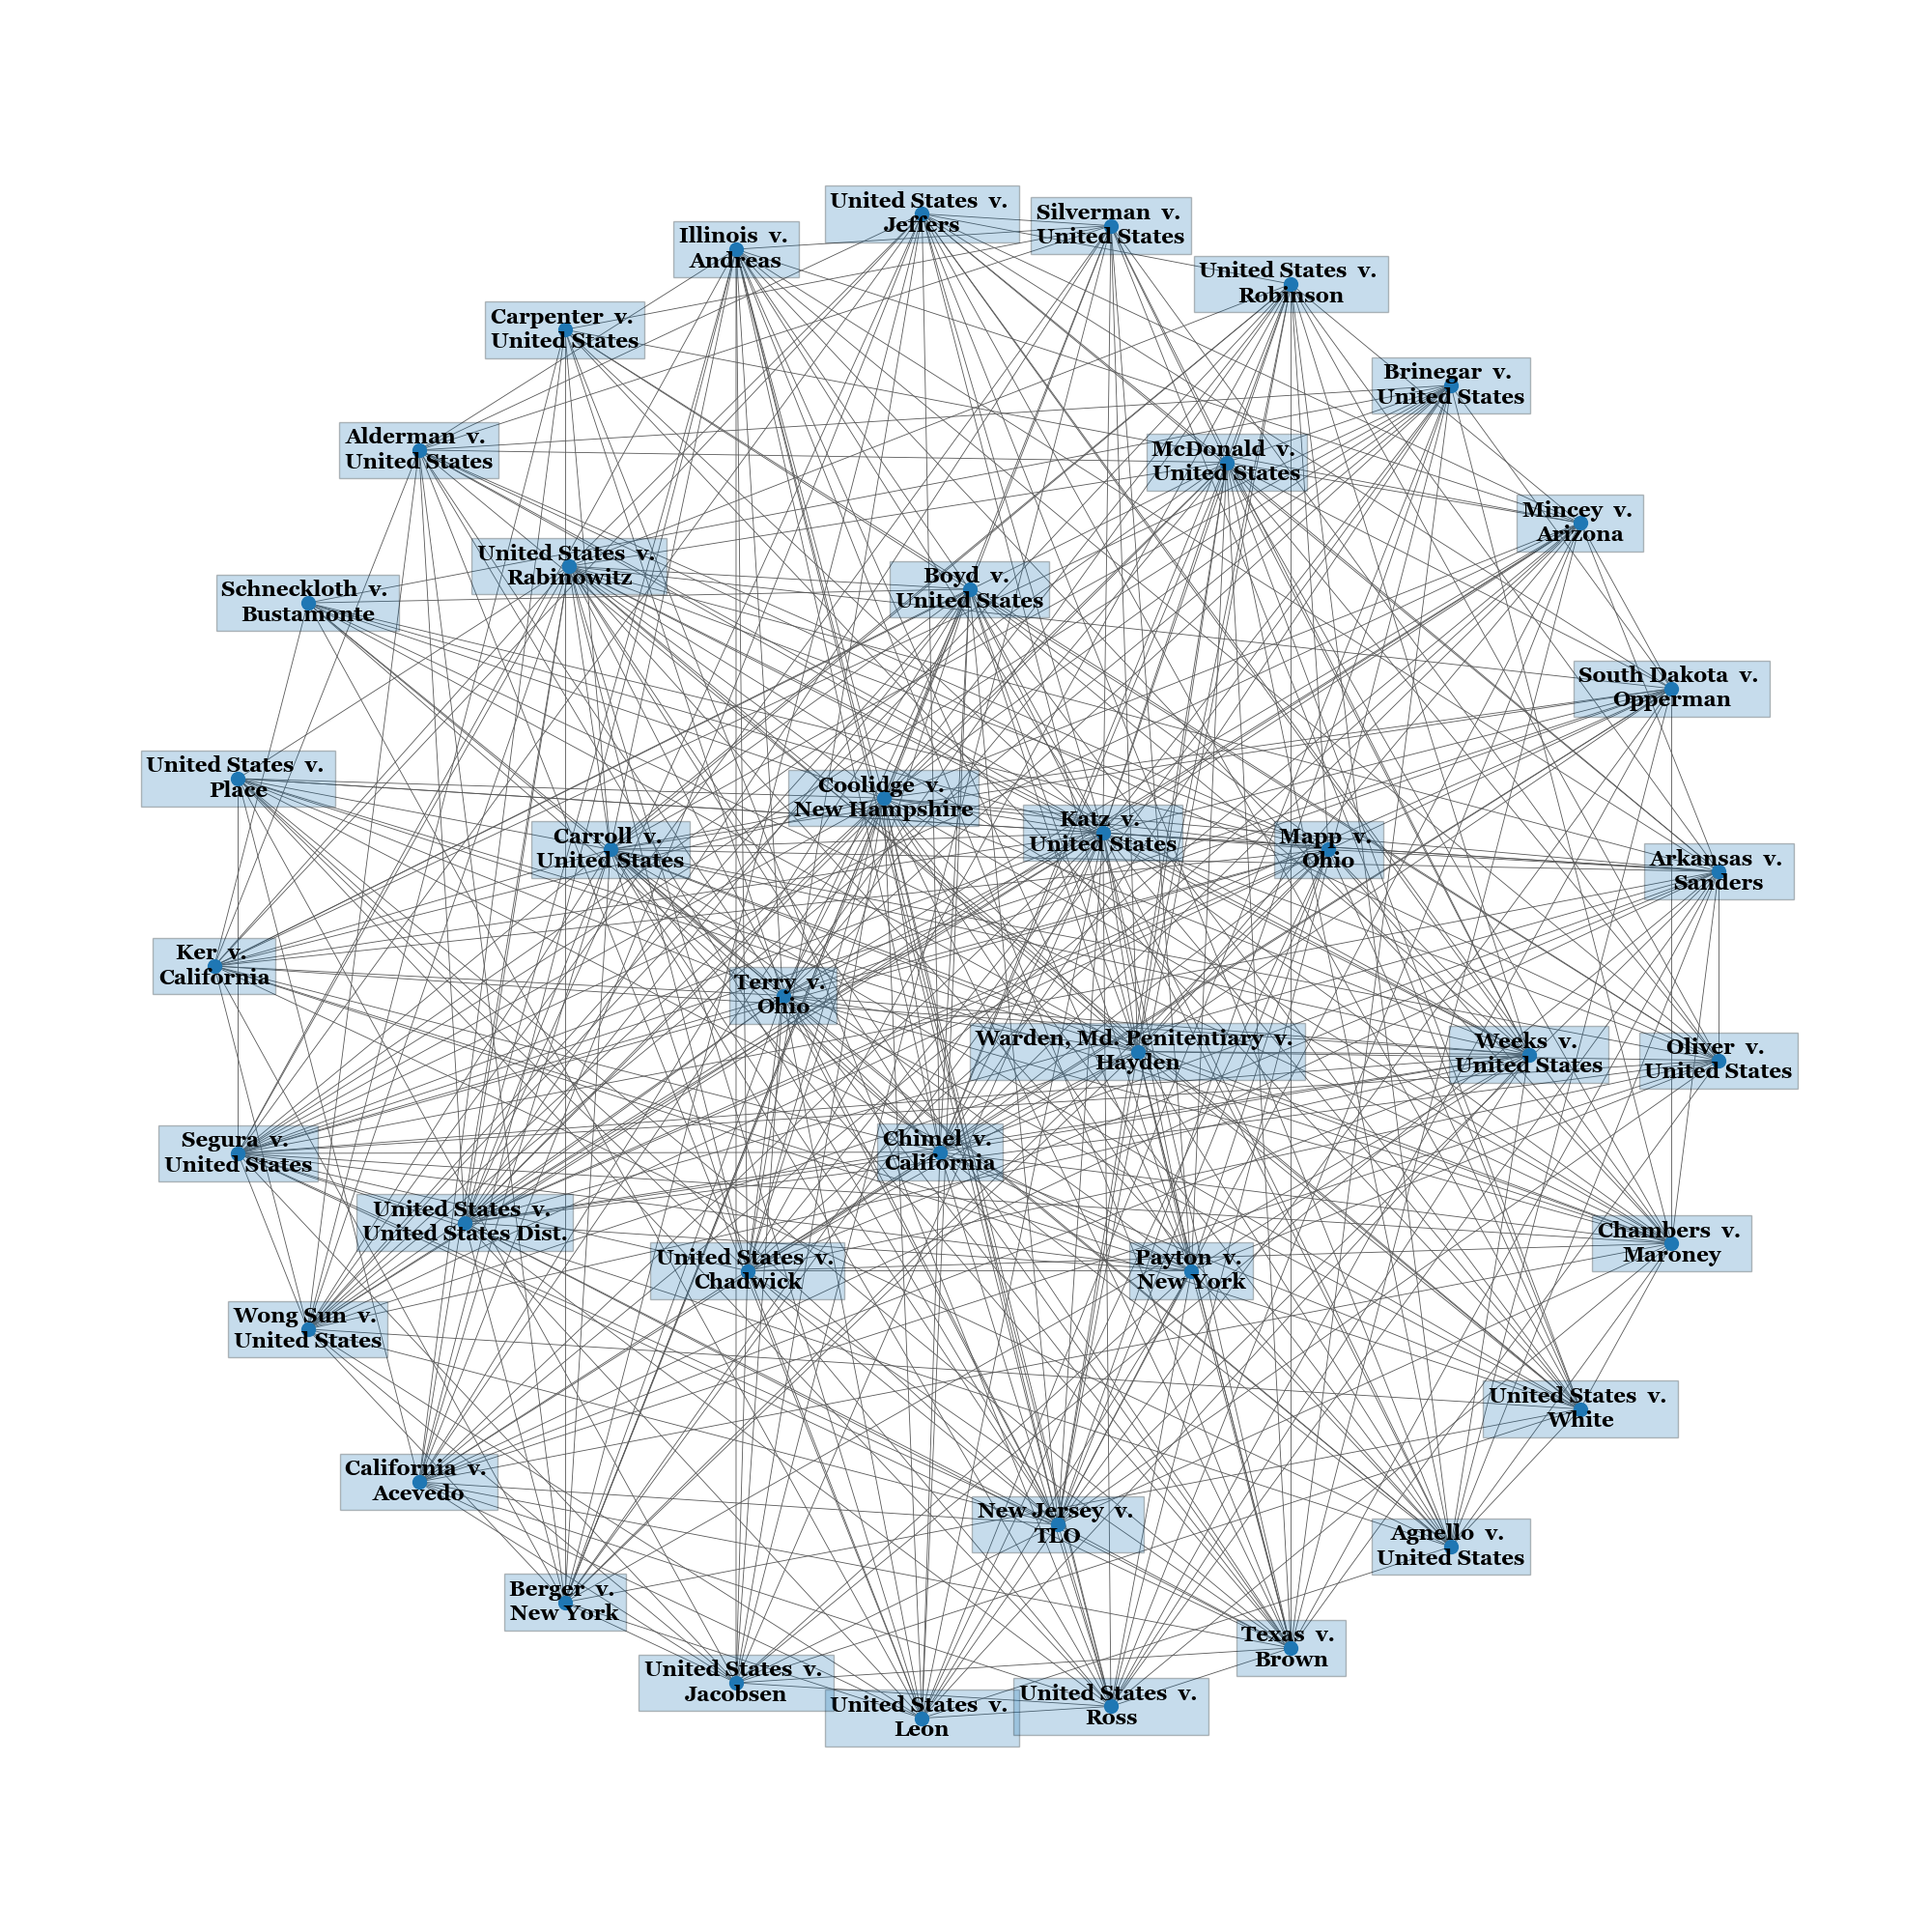 United States v.
Jeffers
Silverman v.
United States
Illinois v.
Andreas
United States v.
Robinson
Carpenter v.
United States
Brinegar v.
United States
Alderman v.
United States
McDonald v.
United States
Mincey v.
Arizona
United States v.
Rabinowitz
Boyd v.
United States
Schneckloth v.
Bustamonte
South Dakota v.
Opperman
United States v.
Place
Coolidge v.
New Hampshire
Katz v.
United States
Carroll v.
United States
Mapp v.
Ohio
Arkansas v.
Sanders
Ker v.
California
Terry v.
Ohio
Warden, Md. Penitentiary v.
Hayden
Weeks v.
United States
Oliver v.
United States
Segura v.
United States
Chimel v.
California
United States v.
United States Dist.
Chambers v.
Maroney
United States v.
Chadwick
Payton v.
New York
Wong Sun v.
United States
United States v.
White
California v.
Acevedo
New Jersey v.
TLO
Agnello v.
United States
Berger v.
New York
Texas v.
Brown
United States v.
Jacobsen
United States v.
Leon
United States v.
Ross